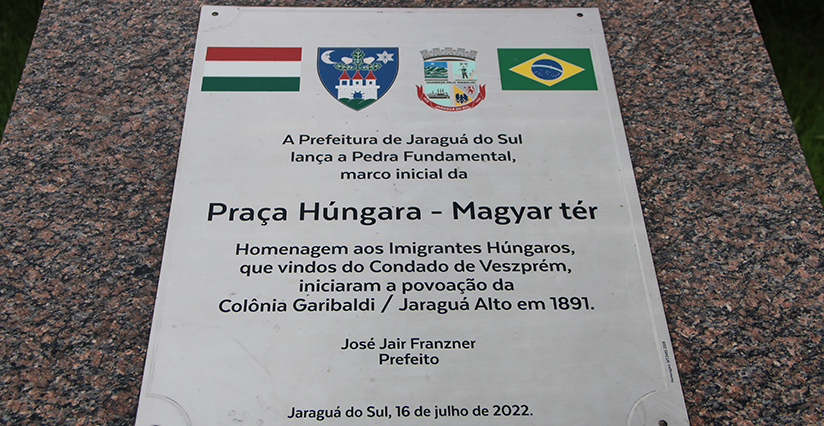 A Prefeitura de Jaraguá do Sul
lança a Pedra Fundamental,
marco inicial da
Praça Húngara - Magyar tér
Homenagem aos Imigrantes Húngaros,
que vindos do Condado de Veszprém,
iniciaram a povoação da
Colônia Garibaldi / Jaraguá Alto em 1891.
José Jair Franzner
Prefeito
Jaraguá do Sul, 16 de julho de 2022.